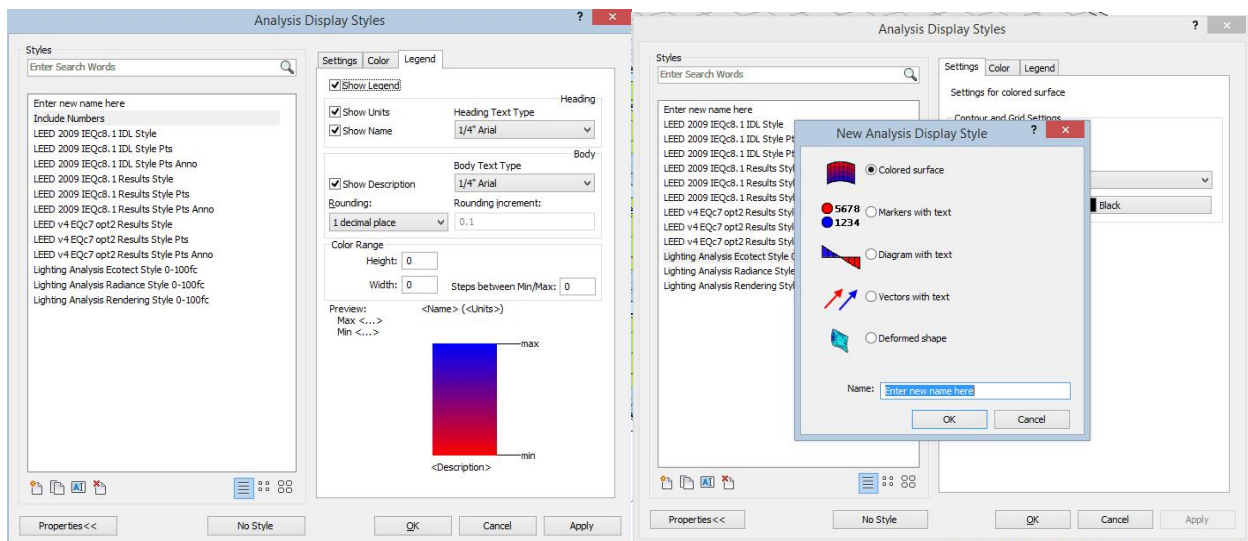 Analysis Display Styles
? ×
Styles
Enter Search Words
Enter new name here
Include Numbers
LEED 2009 IEQc8.1 IDL Style
LEED 2009 IEQc8.1 IDL Style Pts
LEED 2009 IEQc8.1 IDL Style Pts Anno
LEED 2009 IEQc8.1 Results Style
LEED 2009 IEQc8.1 Results Style Pts
LEED 2009 IEQc8.1 Results Style Pts Anno
LEED v4 EQc7 opt2 Results Style
LEED v4 EQc7 opt2 Results Style Pts
LEED v4 EQc7 opt2 Results Style Pts Anno
Lighting Analysis Ecotect Style 0-100fc
Lighting Analysis Radiance Style 0-100fc
Lighting Analysis Rendering Style 0-100fc
Settings Color Legend
Show Legend
Heading
Show Units Heading Text Type
Show Name 1/4" Arial
Body
Body Text Type
Show Description 1/4" Arial
Rounding: Rounding increment:
1 decimal place 0.1
Color Range
Height: 0
Width: 0 Steps between Min/Max: 0
Preview: <Name> (<Units>)
Max <...>
Min <...>
max
min
<Description>
AI
Properties<< No Style OK Cancel Apply
Analysis Display Styles
? ×
Styles
Enter Search Words
Enter new name here
LEED 2009 IEQc8.1 IDL Style
LEED 2009 IEQc8.1 IDL Style Pt
LEED 2009 IEQc8.1 IDL Style Pt
LEED 2009 IEQc8.1 Results Styl
LEED 2009 IEQc8.1 Results Styl
LEED 2009 IEQc8.1 Results Styl
LEED v4 EQc7 opt2 Results Styl
LEED v4 EQc7 opt2 Results Styl
LEED v4 EQc7 opt2 Results Styl
Lighting Analysis Ecotect Style 0
Lighting Analysis Radiance Style
Lighting Analysis Rendering Styl
Settings Color Legend
Settings for colored surface
Contour and Grid Settings
Black
New Analysis Display Style
? ×
Colored surface
5678 Markers with text
1234
Diagram with text
Vectors with text
Deformed shape
Name: Enter new name here
OK Cancel
AI
Properties<< No Style OK Cancel Apply